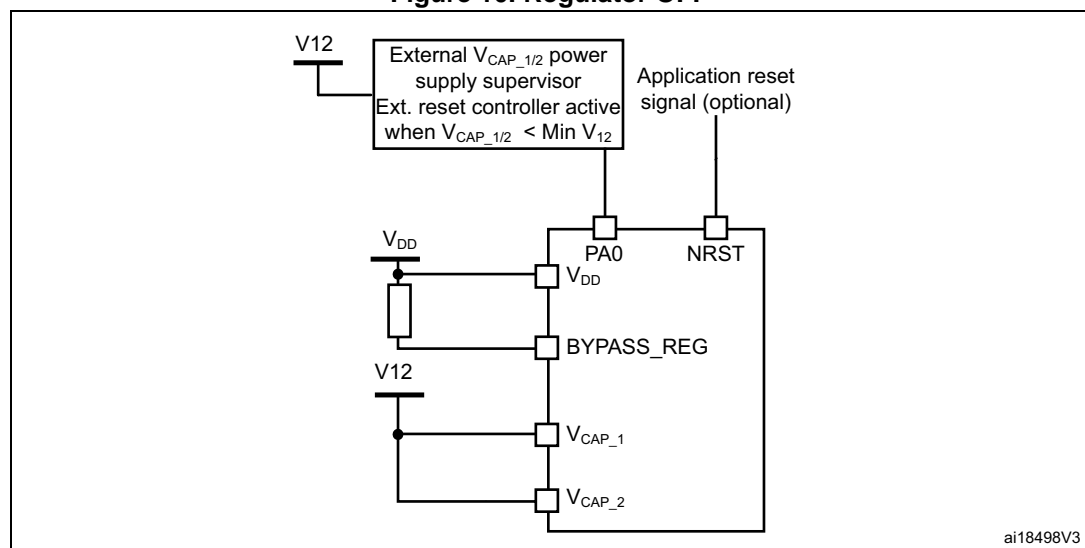 V12
External V_CAP_1/2 power
supply supervisor
Ext. reset controller active
when V_CAP_1/2 < Min V_12
Application reset
signal (optional)
PA0
NRST
V_DD
V_DD
BYPASS_REG
V12
V_CAP_1
V_CAP_2
ai18498V3